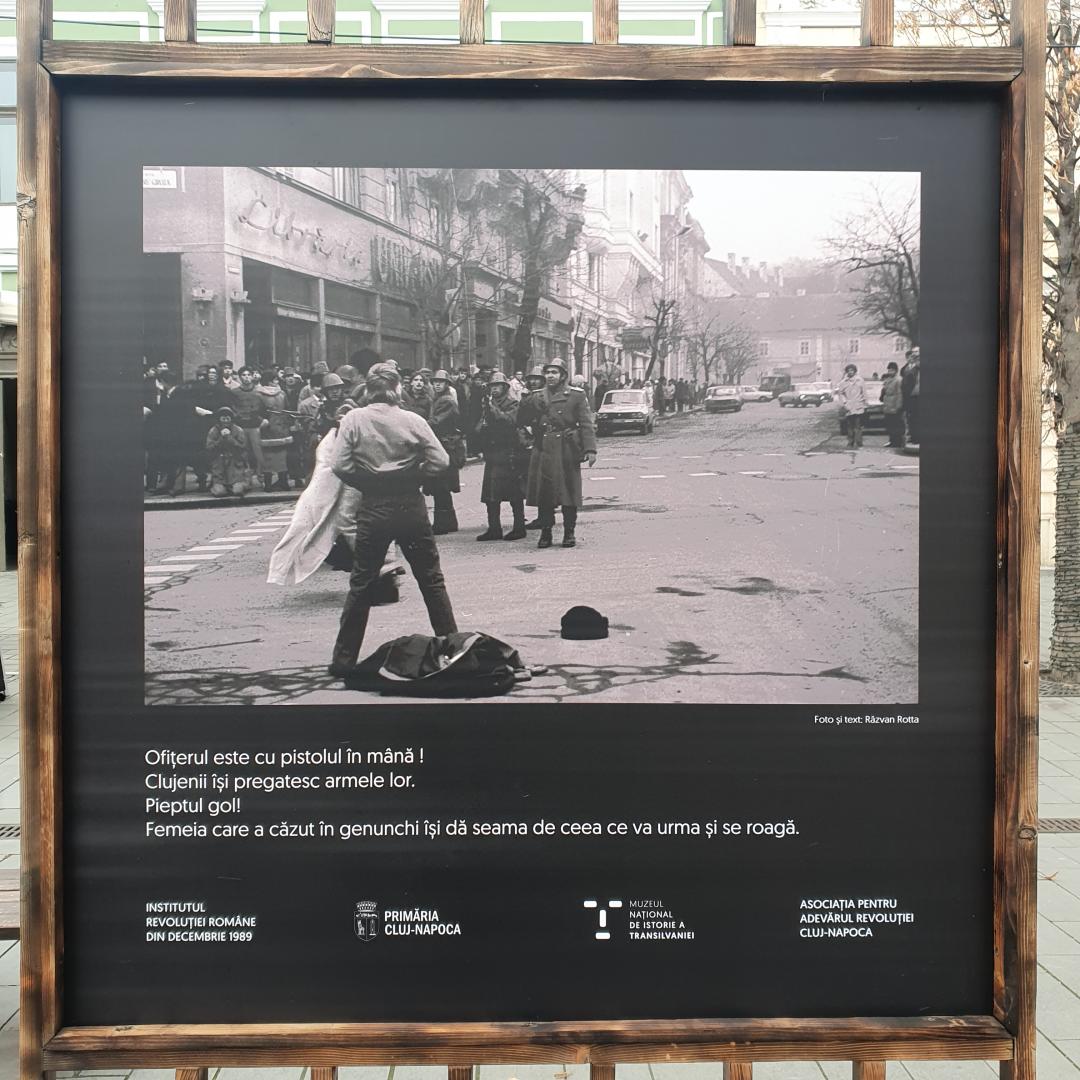 Librăria
UNIV
Foto și text: Răzvan Rotta
Ofițerul este cu pistolul în mână !
Clujenii își pregatesc armele lor.
Pieptul gol!
Femeia care a căzut în genunchi își dă seama de ceea ce va urma și se roagă.
INSTITUTUL
REVOLUȚIEI ROMÂNE
DIN DECEMBRIE 1989
PRIMĂRIA
CLUJ-NAPOCA
MUZEUL
NAȚIONAL
DE ISTORIE A
TRANSILVANIEI
ASOCIAȚIA PENTRU
ADEVĂRUL REVOLUȚIEI
CLUJ-NAPOCA